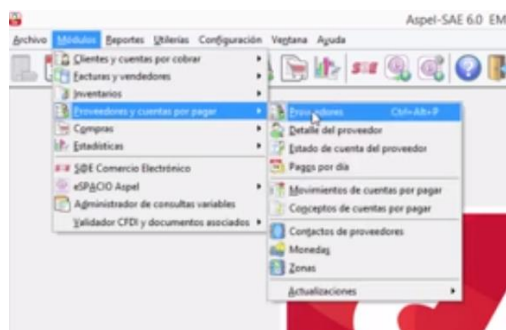 Aspel-SAE 6.0 EM
Archivo Módulos Reportes Utilerías Configuración Ventana Ayuda
Clientes y cuentas por cobrar
Facturas y vendedores
Inventarios
Proveedores y cuentas por pagar
Compras
Estadísticas
SAE Comercio Electrónico
eSPACIO Aspel
Administrador de consultas variables
Validador CFDI y documentos asociados
Proveedores Ctrl+Alt+P
Detalle del proveedor
Estado de cuenta del proveedor
Pagos por día
Movimientos de cuentas por pagar
Conceptos de cuentas por pagar
Contactos de proveedores
Monedas
Zonas
Actualizaciones